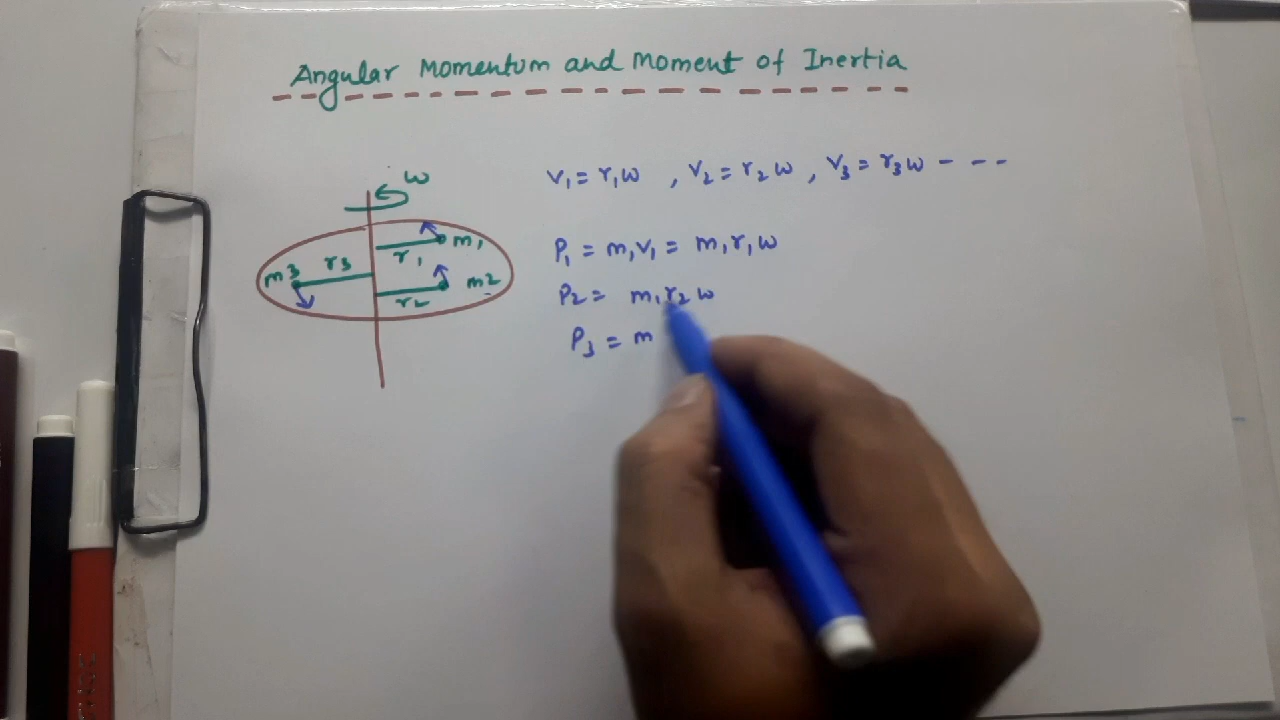 Angular Momentum and Moment of Inertia
v₁ = r₁ω , v₂ = r₂ω , v₃ = r₃ω - - -
ω
P₁ = m₁v₁ = m₁r₁ω
m₁
r₁
m₃
r₃
m₂
r₂
P₂ = m₁r₂ω
P₃ = m